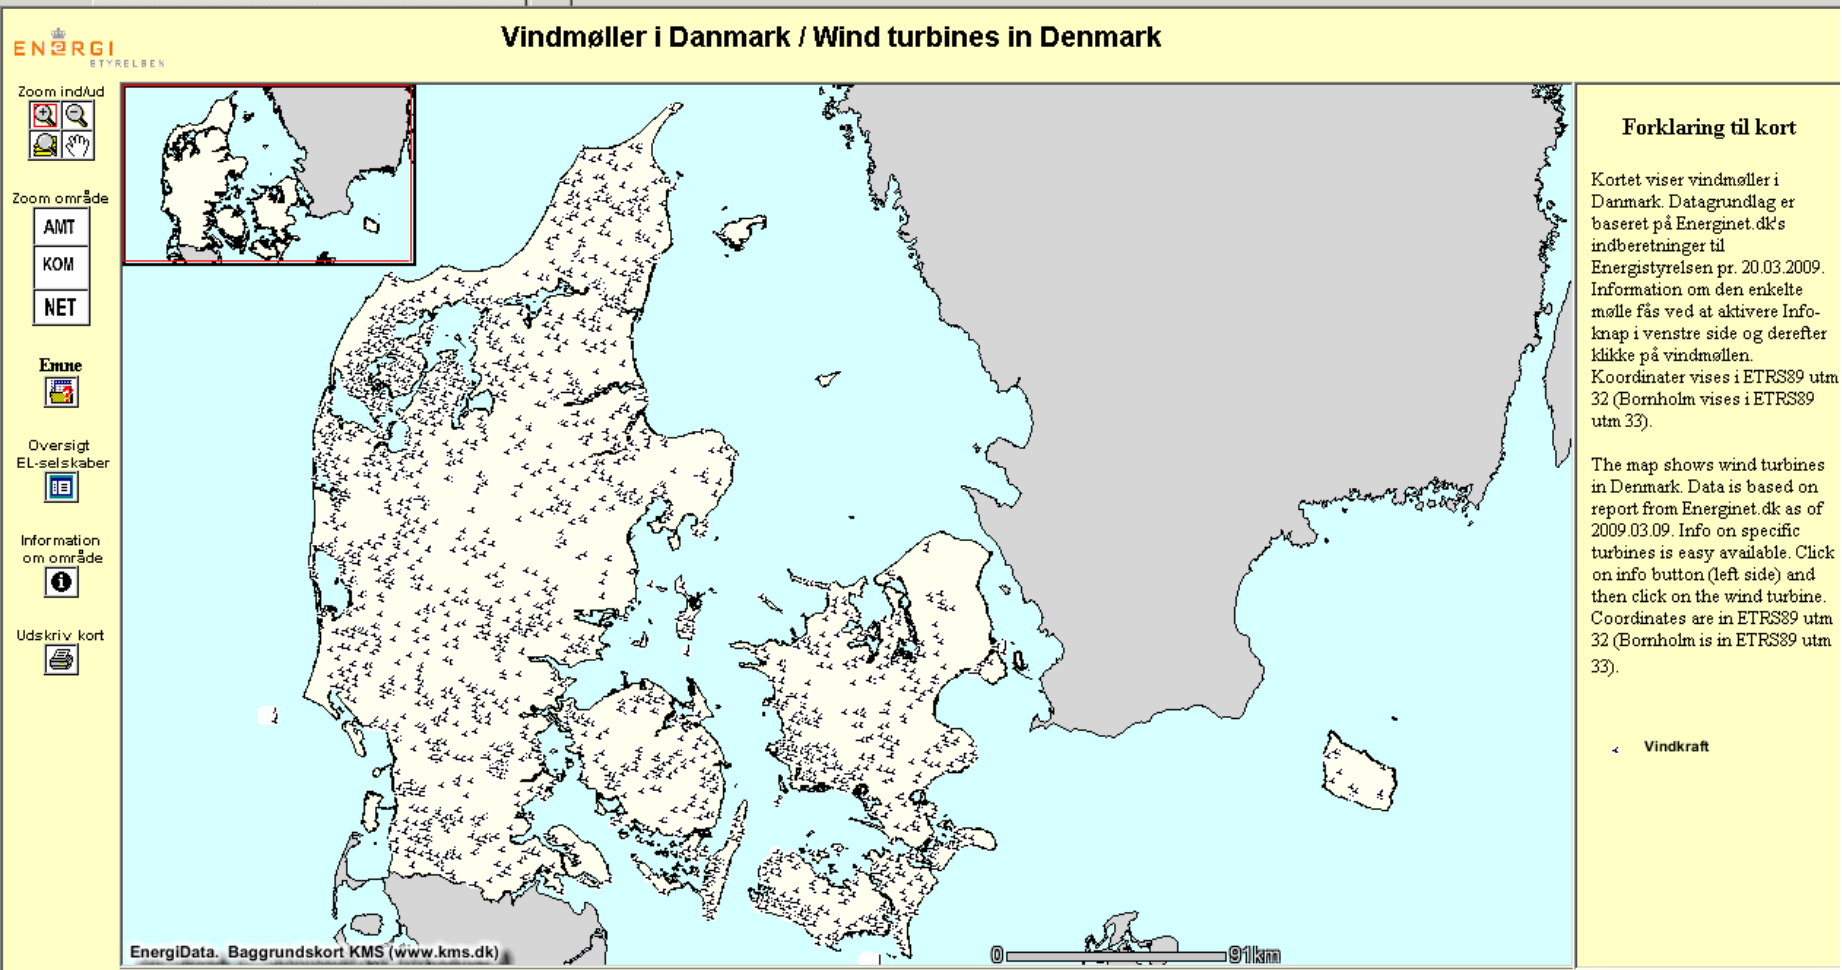 Vindmøller i Danmark / Wind turbines in Denmark
ENERGI
STYRELSEN
Zoom ind/ud
Zoom område
AMT
KOM
NET
Emne
Oversigt
EL-selskaber
Information
om område
Udskriv kort
EnergiData. Baggrundskort KMS (www.kms.dk)
0 91km
Forklaring til kort
Kortet viser vindmøller i
Danmark. Datagrundlag er
baseret på Energinet.dk's
indberetninger til
Energistyrelsen pr. 20.03.2009.
Information om den enkelte
mølle fås ved at aktivere Info-
knap i venstre side og derefter
klikke på vindmøllen.
Koordinater vises i ETRS89 utm
32 (Bornholm vises i ETRS89
utm 33).
The map shows wind turbines
in Denmark. Data is based on
report from Energinet.dk as of
2009.03.09. Info on specific
turbines is easy available. Click
on info button (left side) and
then click on the wind turbine.
Coordinates are in ETRS89 utm
32 (Bornholm is in ETRS89 utm
33).
Vindkraft